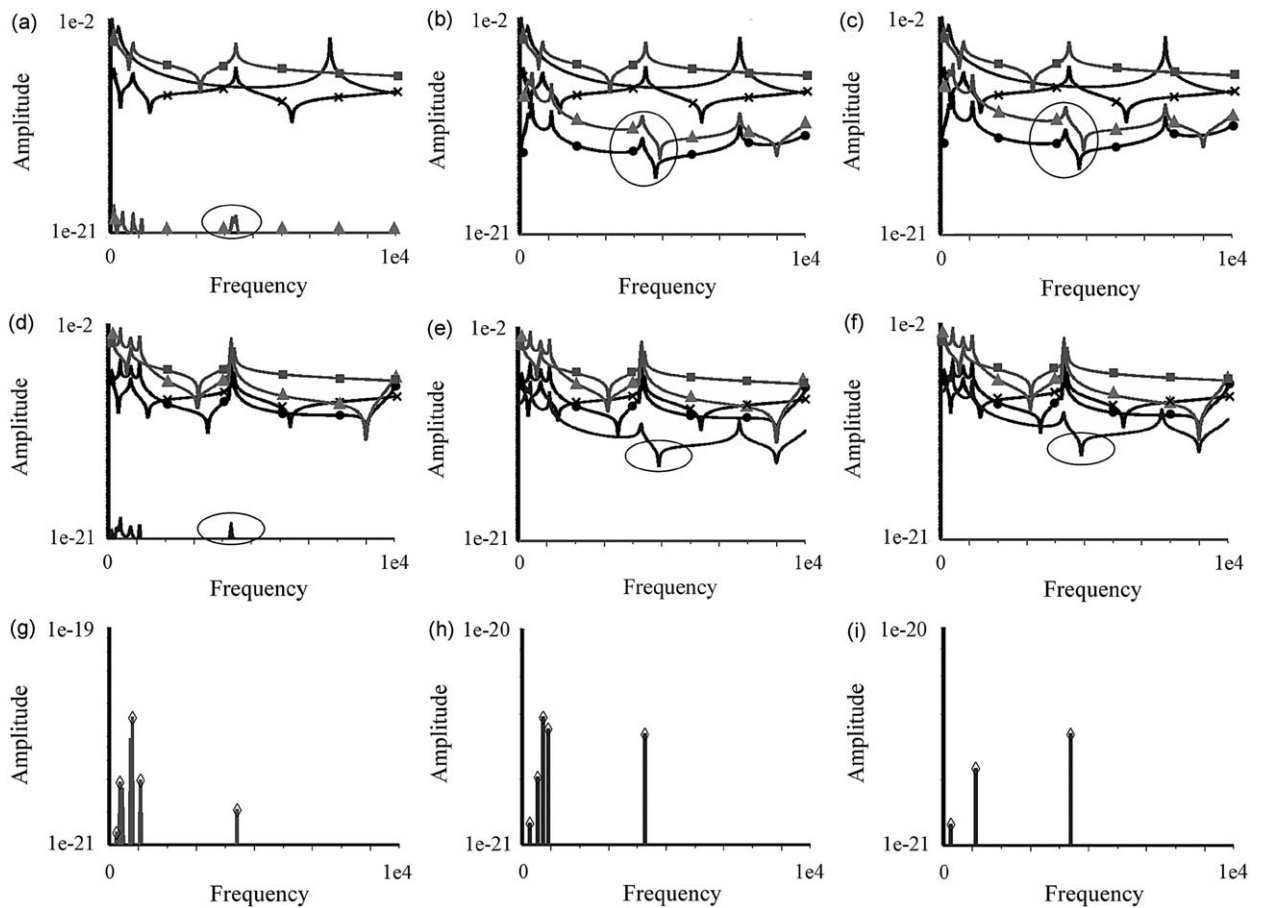 (a)
1e-2
Amplitude
1e-21
0
1e4
Frequency
(b)
1e-2
Amplitude
1e-21
0
1e4
Frequency
(c)
1e-2
Amplitude
1e-21
0
1e4
Frequency
(d)
1e-2
Amplitude
1e-21
0
1e4
Frequency
(e)
1e-2
Amplitude
1e-21
0
1e4
Frequency
(f)
1e-2
Amplitude
1e-21
0
1e4
Frequency
(g)
1e-19
Amplitude
1e-21
0
1e4
Frequency
(h)
1e-20
Amplitude
1e-21
0
1e4
Frequency
(i)
1e-20
Amplitude
1e-21
0
1e4
Frequency